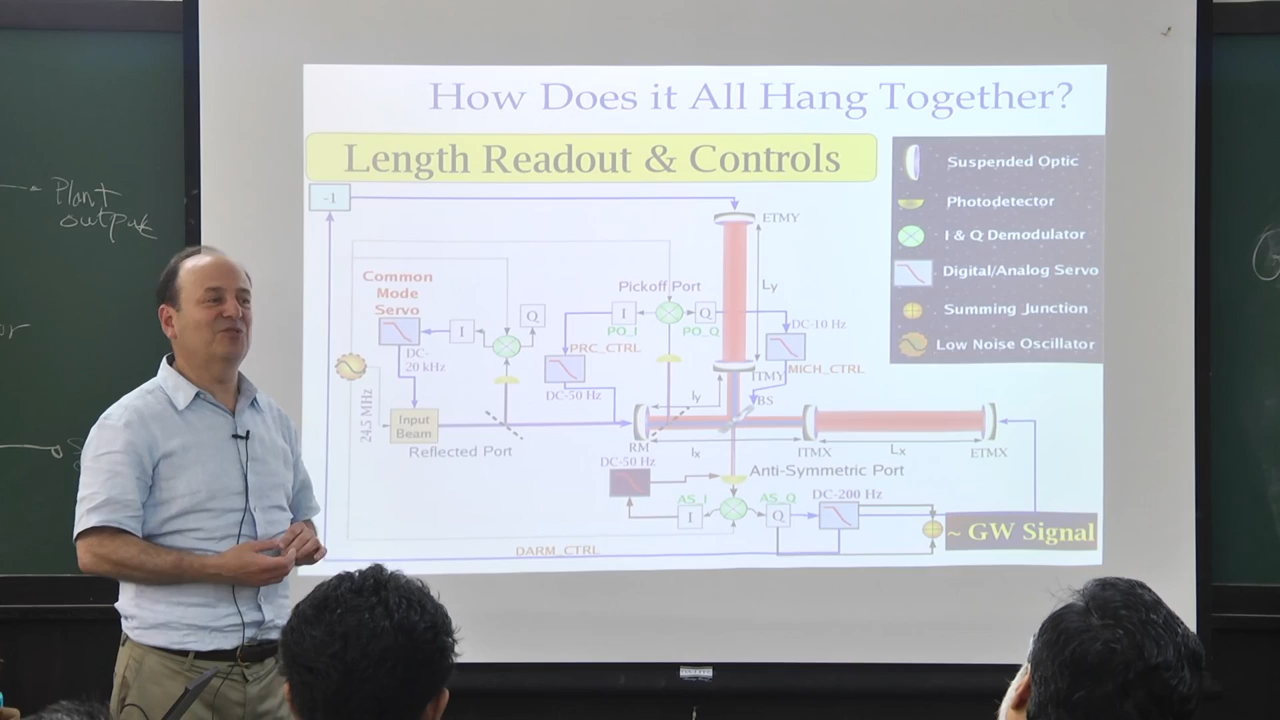 How Does it All Hang Together?
Length Readout & Controls
-1
ETMY
Suspended Optic
Photodetector
I & Q Demodulator
Digital/Analog Servo
Summing Junction
Low Noise Oscillator
Plant
output
or
Common
Mode
Servo
Pickoff Port
Ly
I
Q
I
Q
PO_I
PO_Q
DC-10 Hz
DC-
20 kHz
PRC_CTRL
ITMY
MICH_CTRL
DC-50 Hz
ly
BS
24.5 MHz
Input
Beam
Reflected Port
RM
lx
ITMX
Lx
ETMX
DC-50 Hz
Anti-Symmetric Port
AS_I
AS_Q
DC-200 Hz
I
Q
~ GW Signal
DARM_CTRL